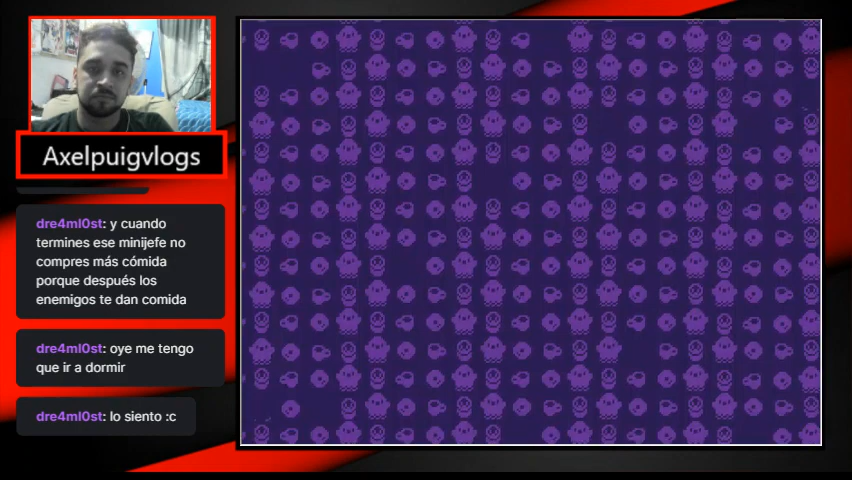 Axelpuigvlogs
dre4ml0st: y cuando
termines ese minijefe no
compres más cómida
porque después los
enemigos te dan comida
dre4ml0st: oye me tengo
que ir a dormir
dre4ml0st: lo siento :c